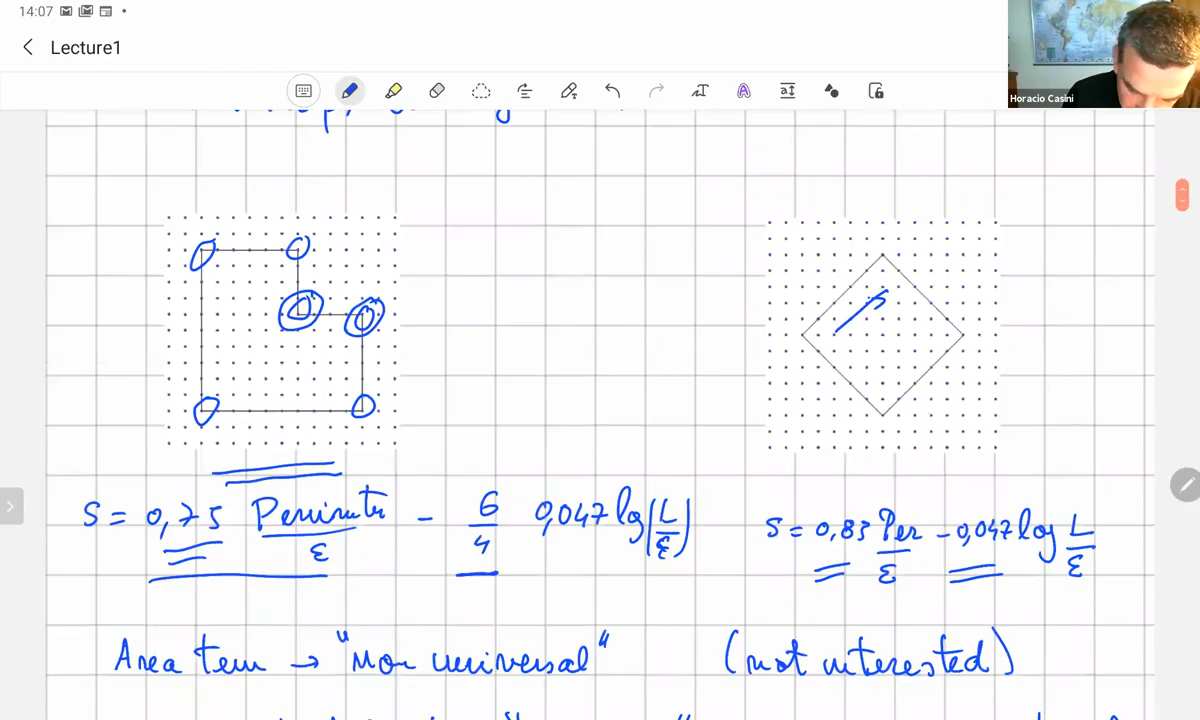 14:07
Lecture1
Horacio Casini
S = 0,75 Perimeter/ε - 6/4 0,047 log(L/ε)
S = 0,83 Per/ε - 0,047 log L/ε
Area term → "Non universal" (not interested)